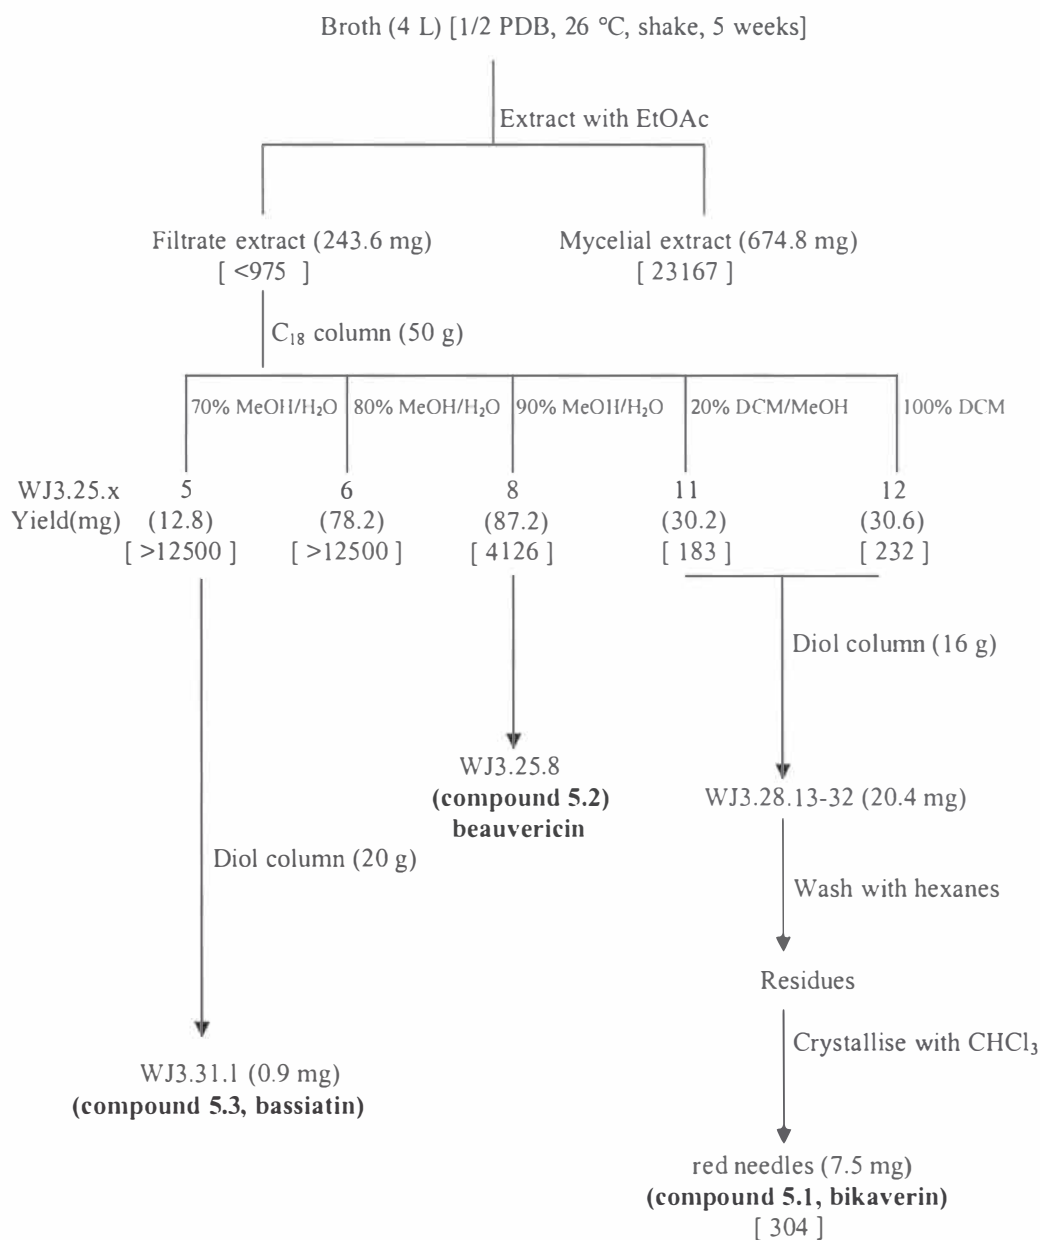 Broth (4 L) [1/2 PDB, 26 °C, shake, 5 weeks]
Extract with EtOAc
Filtrate extract (243.6 mg) Mycelial extract (674.8 mg)
[ <975 ] [ 23167 ]
C₁₈ column (50 g)
70% MeOH/H₂O 80% MeOH/H₂O 90% MeOH/H₂O 20% DCM/MeOH 100% DCM
WJ3.25.x 5 6 8 11 12
Yield(mg) (12.8) (78.2) (87.2) (30.2) (30.6)
[ >12500 ] [ >12500 ] [ 4126 ] [ 183 ] [ 232 ]
Diol column (16 g)
WJ3.25.8
(compound 5.2)
beauvericin
WJ3.28.13-32 (20.4 mg)
Diol column (20 g)
Wash with hexanes
Residues
Crystallise with CHCl₃
WJ3.31.1 (0.9 mg)
(compound 5.3, bassiatin)
red needles (7.5 mg)
(compound 5.1, bikaverin)
[ 304 ]